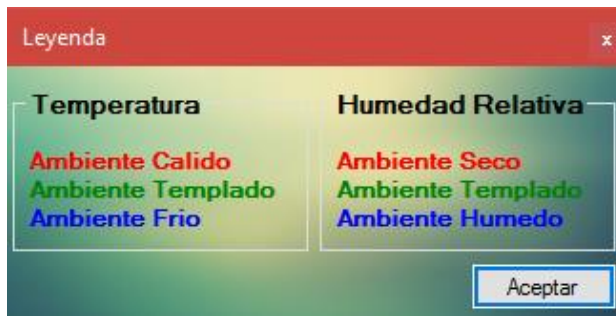 Leyenda
x
Temperatura
Ambiente Calido
Ambiente Templado
Ambiente Frio
Humedad Relativa
Ambiente Seco
Ambiente Templado
Ambiente Humedo
Aceptar